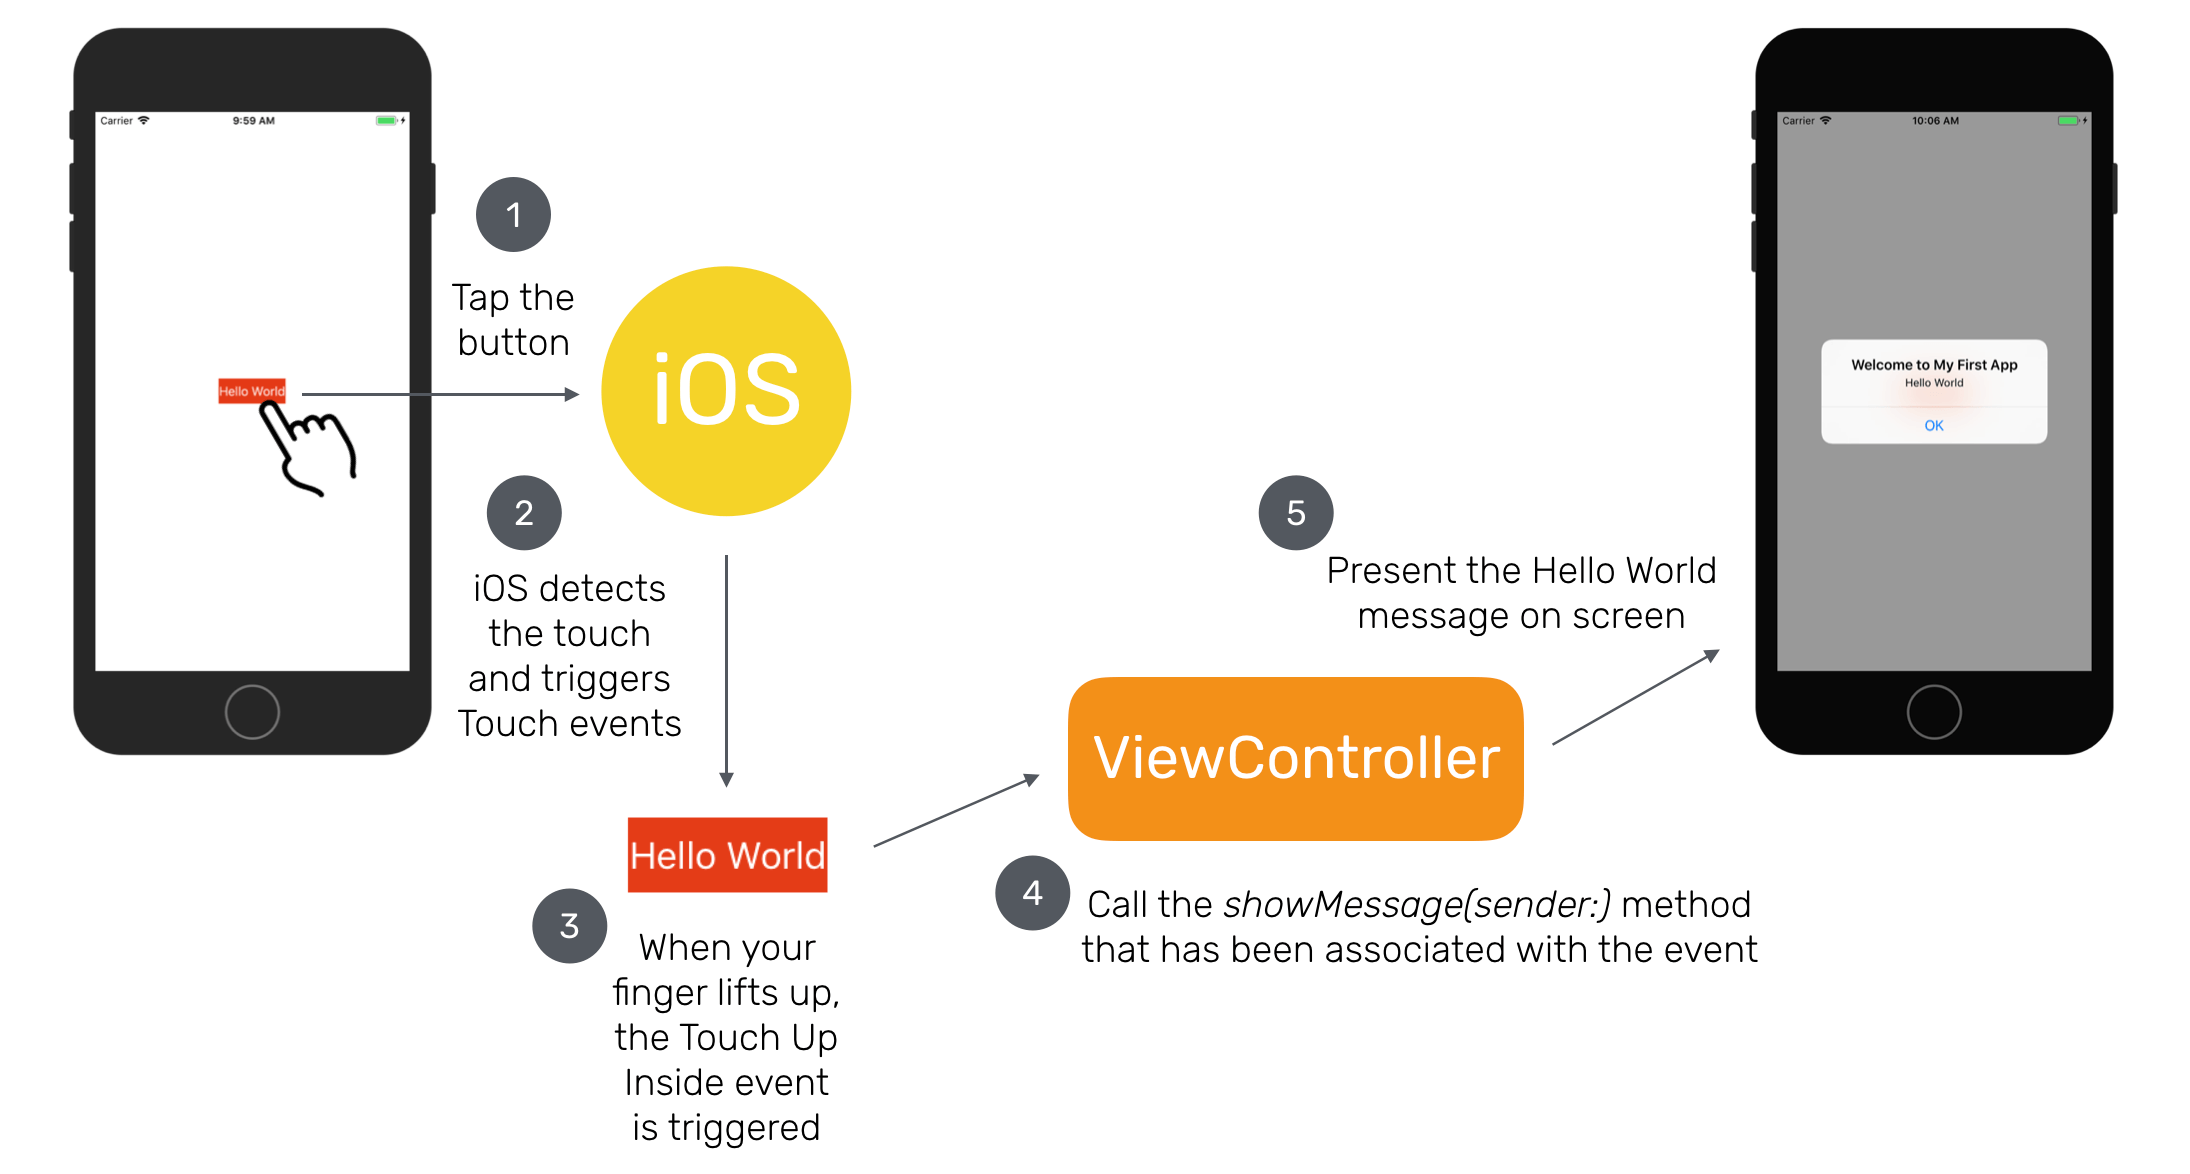 Carrier
9:59 AM
Hello World
1
Tap the
button
iOS
2
iOS detects
the touch
and triggers
Touch events
Hello World
3
When your
finger lifts up,
the Touch Up
Inside event
is triggered
ViewController
4
Call the showMessage(sender:) method
that has been associated with the event
5
Present the Hello World
message on screen
Carrier
10:06 AM
Welcome to My First App
Hello World
OK